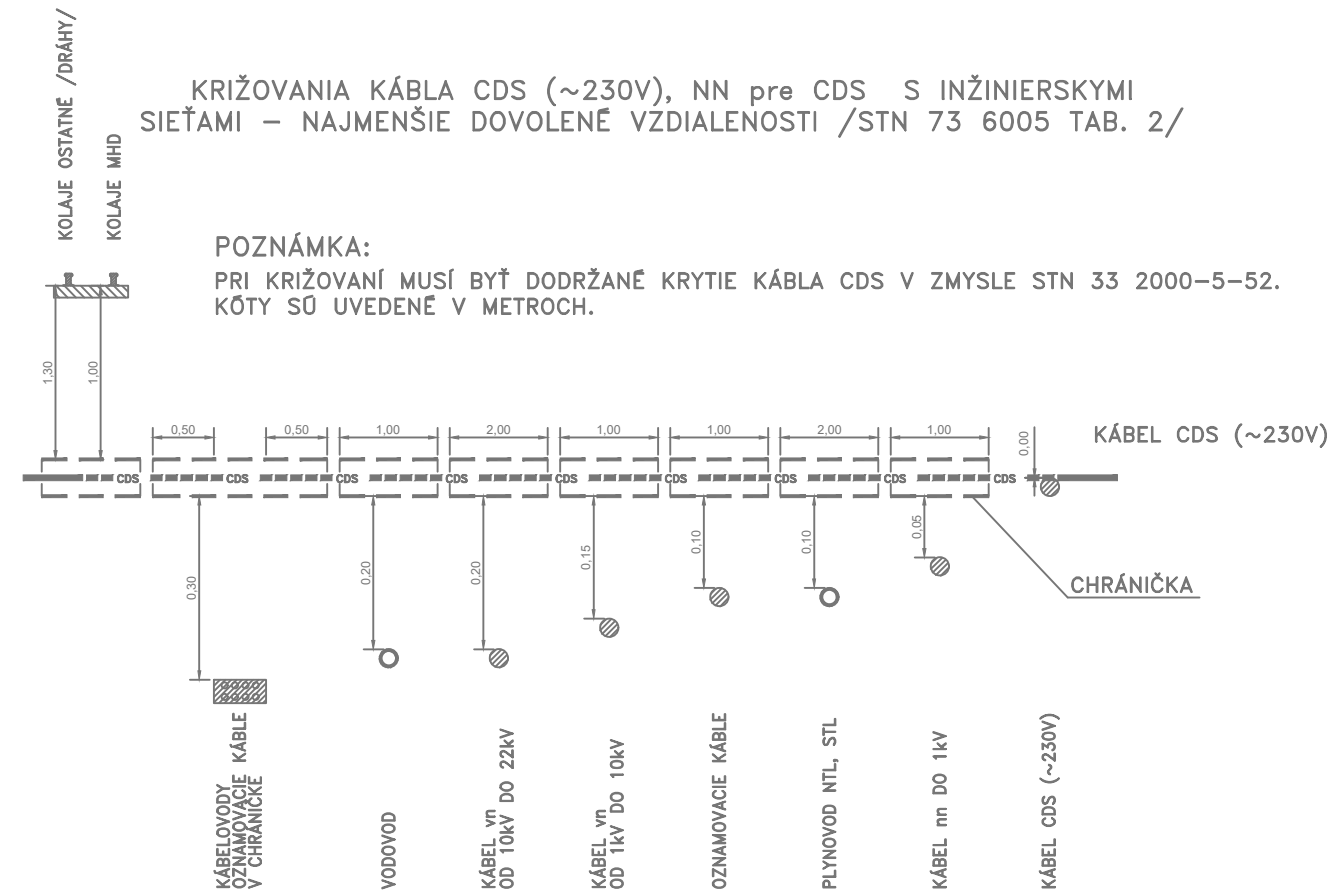 KOLAJE OSTATNÉ /DRÁHY/
KOLAJE MHD
KRIŽOVANIA KÁBLA CDS (~230V), NN pre CDS S INŽINIERSKYMI
SIEŤAMI – NAJMENŠIE DOVOLENÉ VZDIALENOSTI /STN 73 6005 TAB. 2/
POZNÁMKA:
PRI KRIŽOVANÍ MUSÍ BYŤ DODRŽANÉ KRYTIE KÁBLA CDS V ZMYSLE STN 33 2000–5–52.
KÓTY SÚ UVEDENÉ V METROCH.
1,30
1,00
0,50
0,50
1,00
2,00
1,00
1,00
2,00
1,00
0,00
KÁBEL CDS (~230V)
CDS
CDS
CDS
CDS
CDS
CDS
CDS
CDS
CDS
0,30
0,20
0,20
0,15
0,10
0,10
0,05
CHRÁNIČKA
KÁBELOVODY
OZNAMOVACIE KÁBLE
V CHRÁNIČKE
VODOVOD
KÁBEL vn
OD 10kV DO 22kV
KÁBEL vn
OD 1kV DO 10kV
OZNAMOVACIE KÁBLE
PLYNOVOD NTL, STL
KÁBEL nn DO 1kV
KÁBEL CDS (~230V)